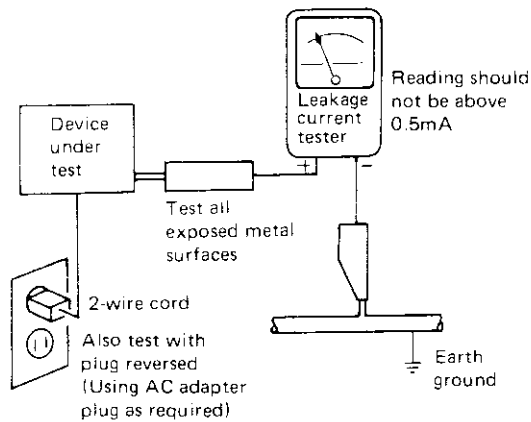 Device
under
test
Leakage
current
tester
+ −
Reading should
not be above
0.5mA
Test all
exposed metal
surfaces
2-wire cord
Also test with
plug reversed
(Using AC adapter
plug as required)
Earth
ground